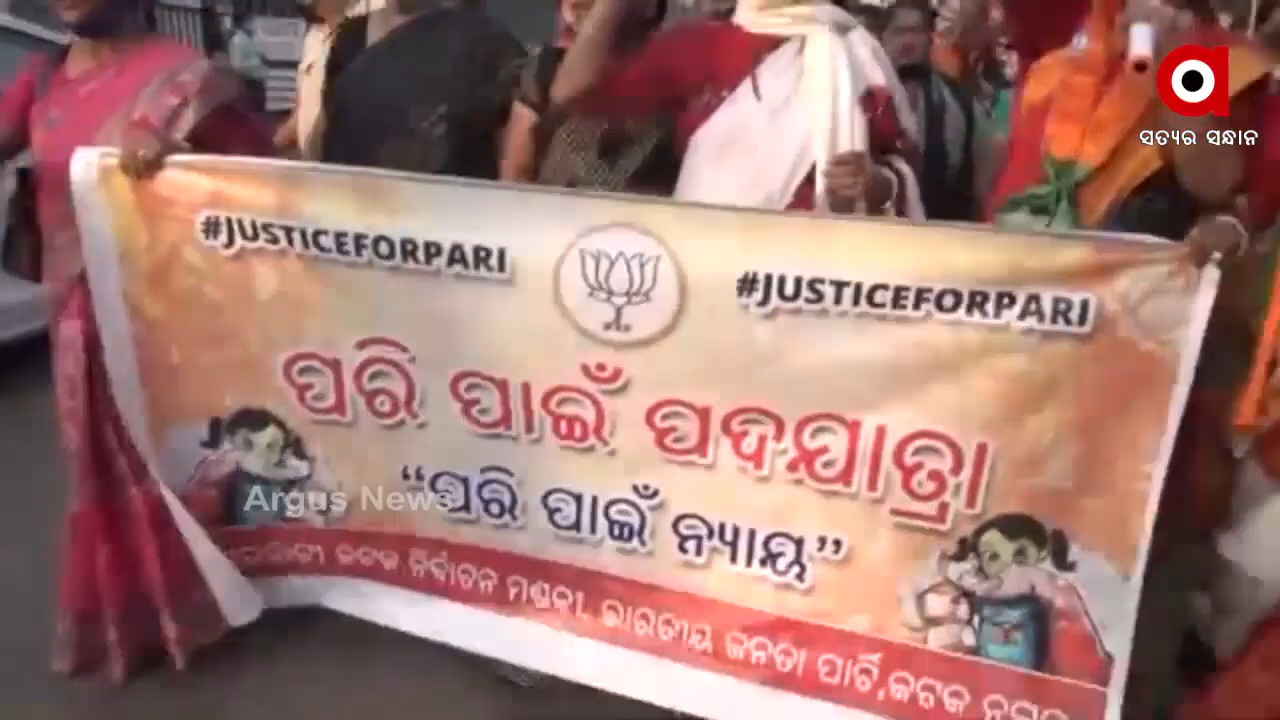 ସତ୍ୟର ସନ୍ଧାନ
#JUSTICEFORPARI #JUSTICEFORPARI
ପରି ପାଇଁ ପଦଯାତ୍ରା
“ପରି ପାଇଁ ନ୍ୟାୟ”
Argus News
କଟକ ନିର୍ବାଚନ ମଣ୍ଡଳୀ, ଭାରତୀୟ ଜନତା ପାର୍ଟି, କଟକ